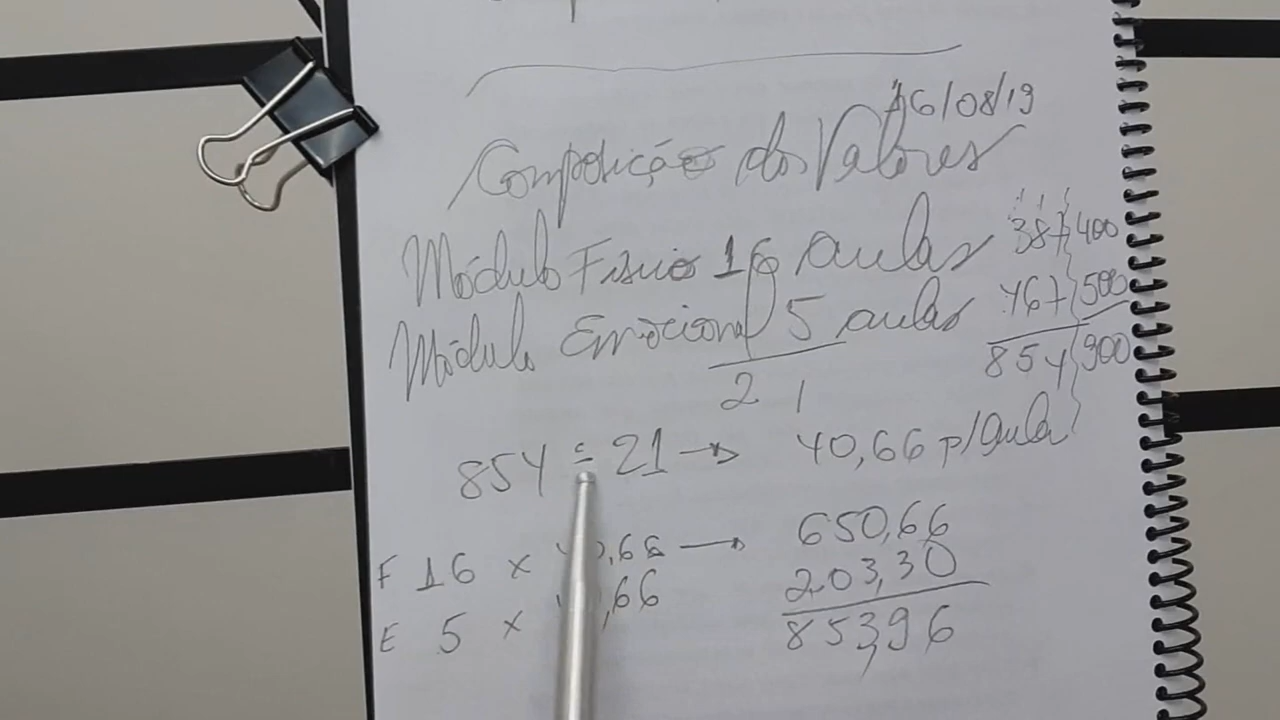 16/08/19
Composição dos Valores
Módulo Físico 16 aulas
387 400
Módulo Emocional 5 aulas
467 500
21
854 900
854 ÷ 21 → 40,66 p/aula
F 16 × ,66 → 650,66
E 5 × ,66 203,30
853,96